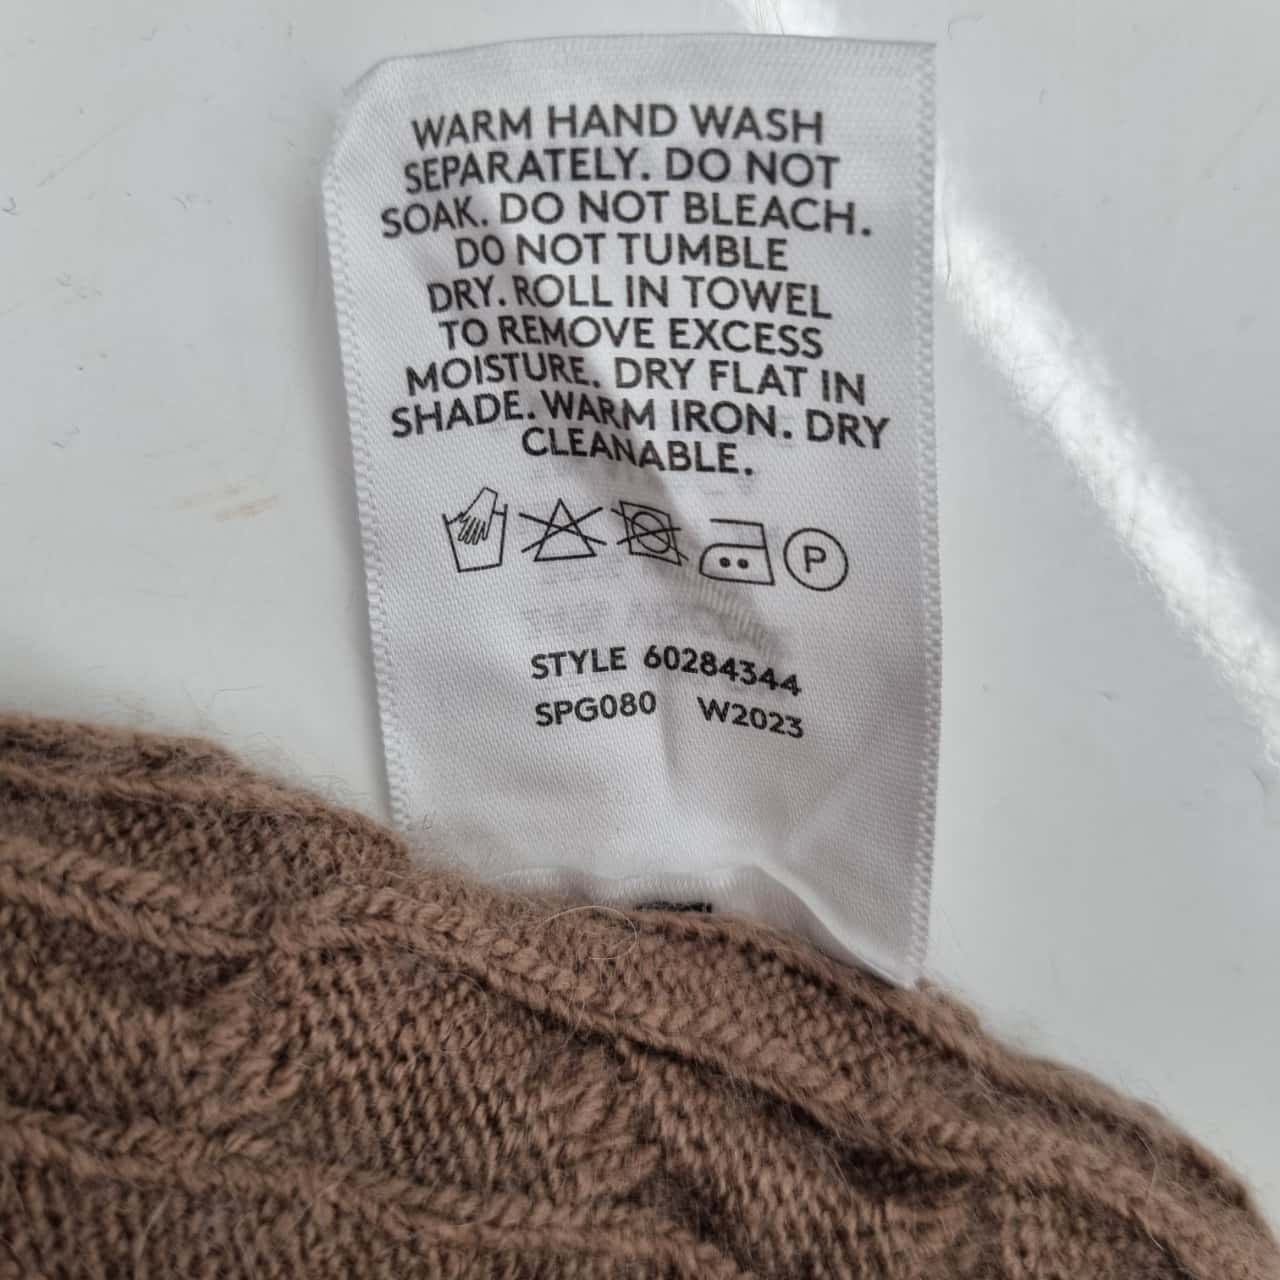 WARM HAND WASH
SEPARATELY. DO NOT
SOAK. DO NOT BLEACH.
DO NOT TUMBLE
DRY. ROLL IN TOWEL
TO REMOVE EXCESS
MOISTURE. DRY FLAT IN
SHADE. WARM IRON. DRY
CLEANABLE.
P
STYLE 60284344
SPG080 W2023